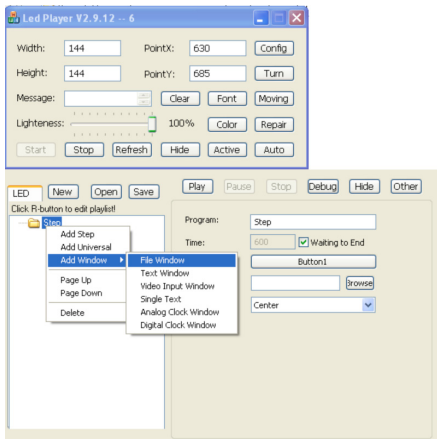 Led Player V2.9.12 -- 6
Width: 144 PointX: 630 Config
Height: 144 PointY: 685 Turn
Message: Clear Font Moving
Lighteness: 100% Color Repair
Start Stop Refresh Hide Active Auto
LED New Open Save Play Pause Stop Debug Hide Other
Click R-button to edit playlist!
Step
Add Step
Add Universal
Add Window
Page Up
Page Down
Delete
File Window
Text Window
Video Input Window
Single Text
Analog Clock Window
Digital Clock Window
Program: Step
Time: 600 Waiting to End
Button1
Browse
Center